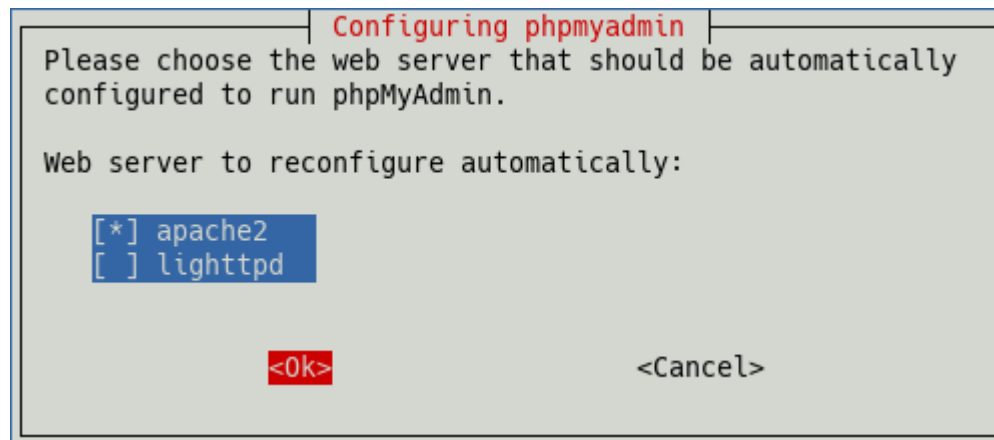 Configuring phpmyadmin
Please choose the web server that should be automatically
configured to run phpMyAdmin.
Web server to reconfigure automatically:
[*] apache2
[ ] lighttpd
<Ok> <Cancel>